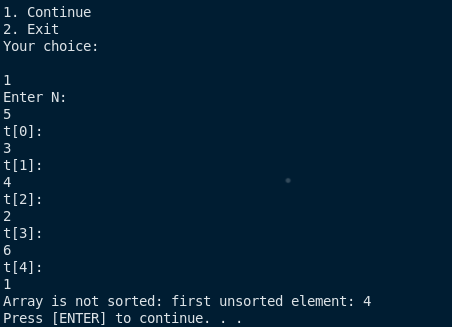 1. Continue
2. Exit
Your choice:
1
Enter N:
5
t[0]:
3
t[1]:
4
t[2]:
2
t[3]:
6
t[4]:
1
Array is not sorted: first unsorted element: 4
Press [ENTER] to continue. . .